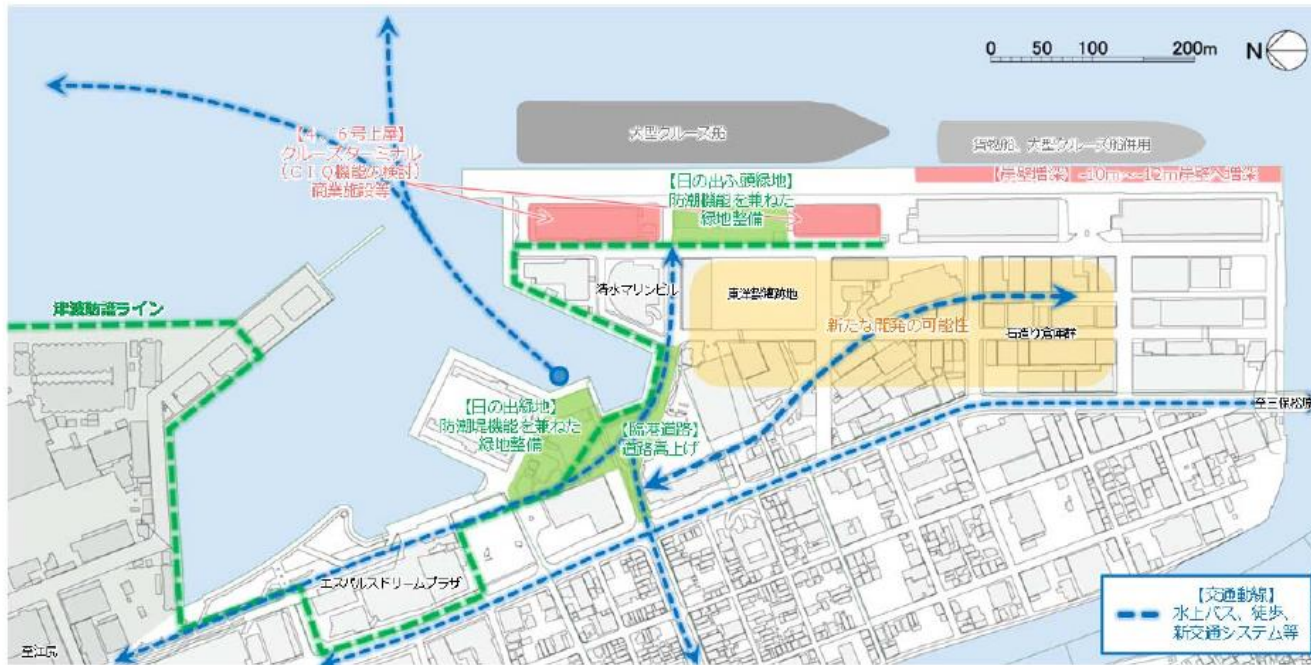 0 50 100 200m
N
大型クルーズ船
貨物船、大型クルーズ船併用
【4、6号上屋】
クルーズターミナル
(CIQ機能の検討)
商業施設等
【日の出ふ頭緑地】
防潮機能を兼ねた
緑地整備
【岸壁増深】-10m～-12m岸壁へ増深
津波防護ライン
清水マリンビル
東洋製罐跡地
新たな開発の可能性
石造り倉庫群
【日の出緑地】
防潮堤機能を兼ねた
緑地整備
【臨港道路】
道路嵩上げ
至三保松原
エスパルスドリームプラザ
至江尻
【交通動線】
水上バス、徒歩、
新交通システム等